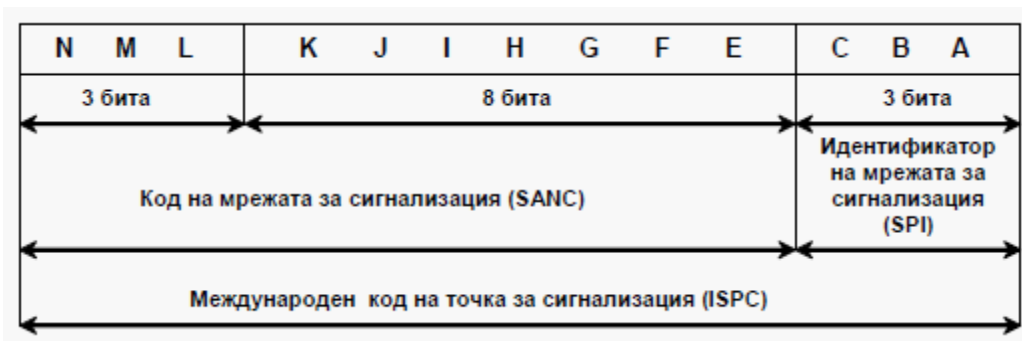 N M L K J I H G F E C B A
3 бита 8 бита 3 бита
Код на мрежата за сигнализация (SANC)
Идентификатор
на мрежата за
сигнализация
(SPI)
Международен код на точка за сигнализация (ISPC)